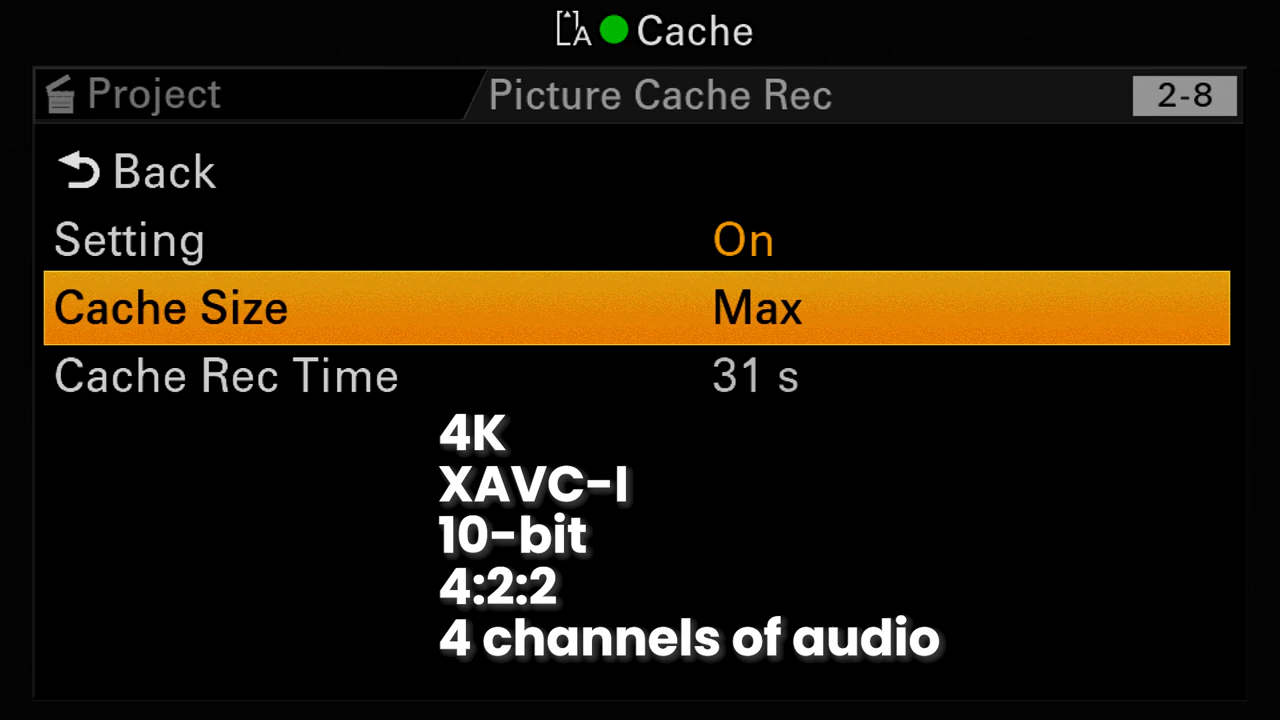 A Cache
Project Picture Cache Rec 2-8
Back
Setting On
Cache Size Max
Cache Rec Time 31 s
4K
XAVC-I
10-bit
4:2:2
4 channels of audio